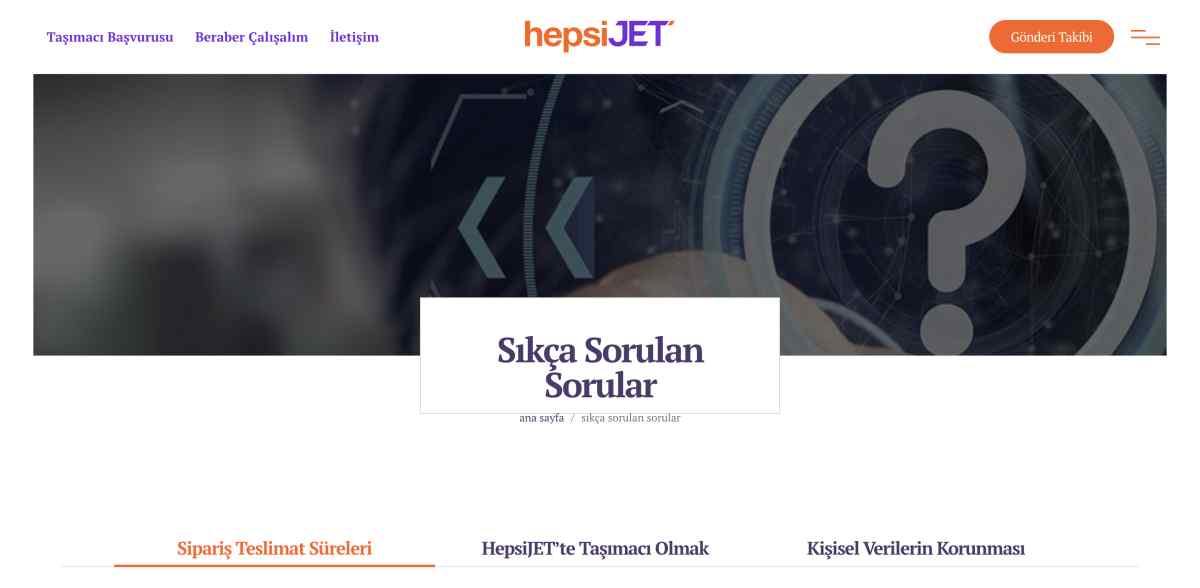 Taşımacı Başvurusu Beraber Çalışalım İletişim
hepsiJET
Gönderi Takibi
?
Sıkça Sorulan
Sorular
ana sayfa / sıkça sorulan sorular
Sipariş Teslimat Süreleri HepsiJET'te Taşımacı Olmak Kişisel Verilerin Korunması